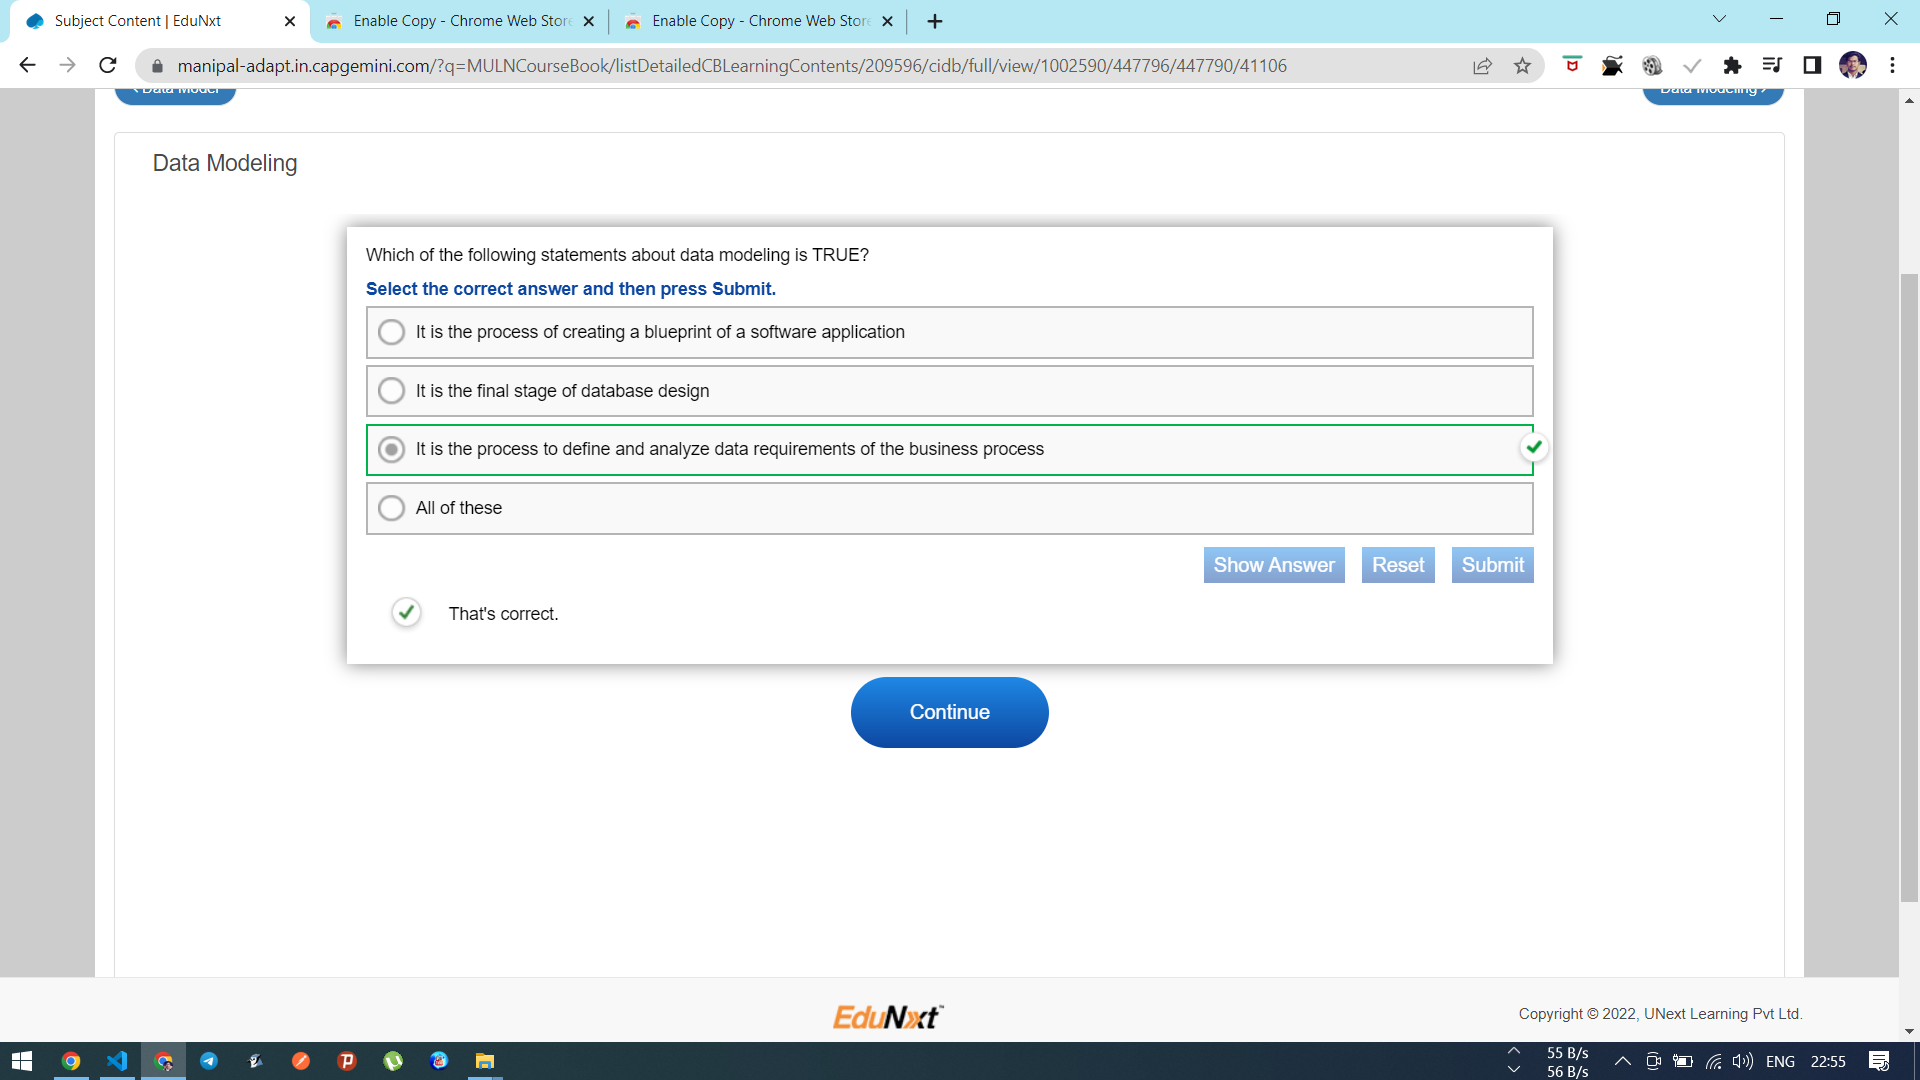 Subject Content | EduNxt
Enable Copy - Chrome Web Store
Enable Copy - Chrome Web Store
manipal-adapt.in.capgemini.com/?q=MULNCourseBook/listDetailedCBLearningContents/209596/cidb/full/view/1002590/447796/447790/41106
‹ Data Model
Data Modeling ›
Data Modeling
Which of the following statements about data modeling is TRUE?
Select the correct answer and then press Submit.
It is the process of creating a blueprint of a software application
It is the final stage of database design
It is the process to define and analyze data requirements of the business process
All of these
Show Answer
Reset
Submit
That's correct.
Continue
EduNxt™
Copyright © 2022, UNext Learning Pvt Ltd.
55 B/s
56 B/s
ENG
22:55